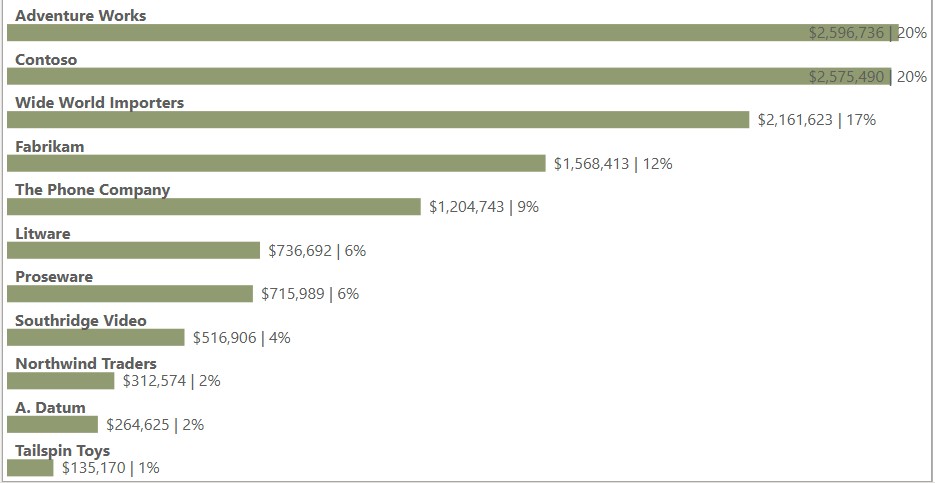 Adventure Works
$2,596,736 | 20%
Contoso
$2,575,490 | 20%
Wide World Importers
$2,161,623 | 17%
Fabrikam
$1,568,413 | 12%
The Phone Company
$1,204,743 | 9%
Litware
$736,692 | 6%
Proseware
$715,989 | 6%
Southridge Video
$516,906 | 4%
Northwind Traders
$312,574 | 2%
A. Datum
$264,625 | 2%
Tailspin Toys
$135,170 | 1%